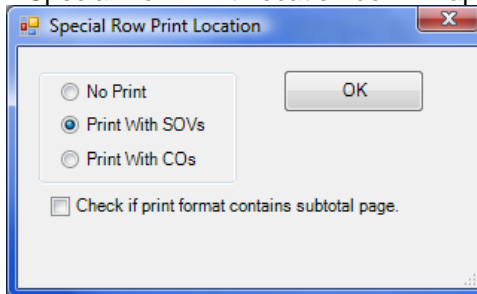 Special Row Print Location
No Print
OK
Print With SOVs
Print With COs
Check if print format contains subtotal page.